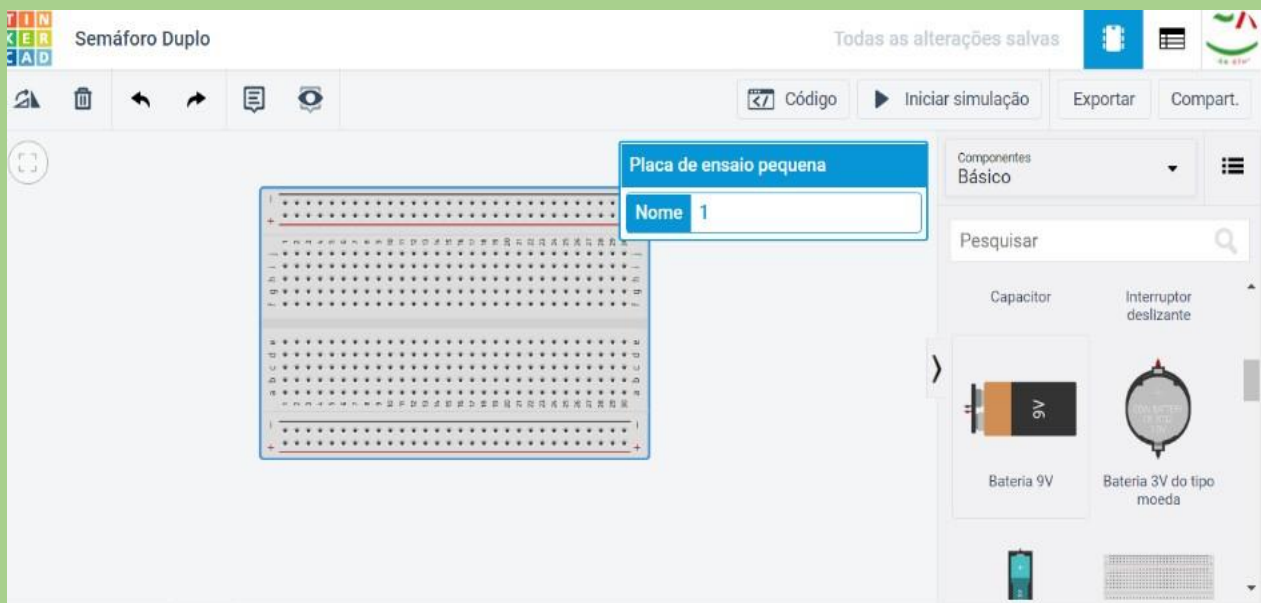 TIN
KER
CAD
Semáforo Duplo
Todas as alterações salvas
Código
Iniciar simulação
Exportar
Compart.
Placa de ensaio pequena
Nome 1
Componentes
Básico
Pesquisar
Capacitor
Interruptor
deslizante
9V
Bateria 9V
Bateria 3V do tipo
moeda